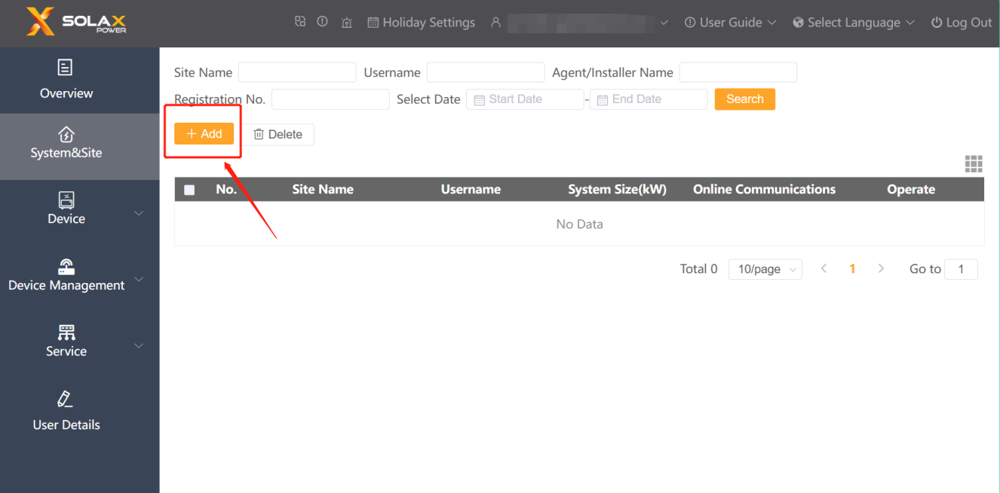 SOLAX POWER
Holiday Settings User Guide Select Language Log Out
Overview
System&Site
Device
Device Management
Service
User Details
Site Name Username Agent/Installer Name
Registration No. Select Date Start Date - End Date Search
+ Add Delete
No. Site Name Username System Size(kW) Online Communications Operate
No Data
Total 0 10/page < 1 > Go to 1